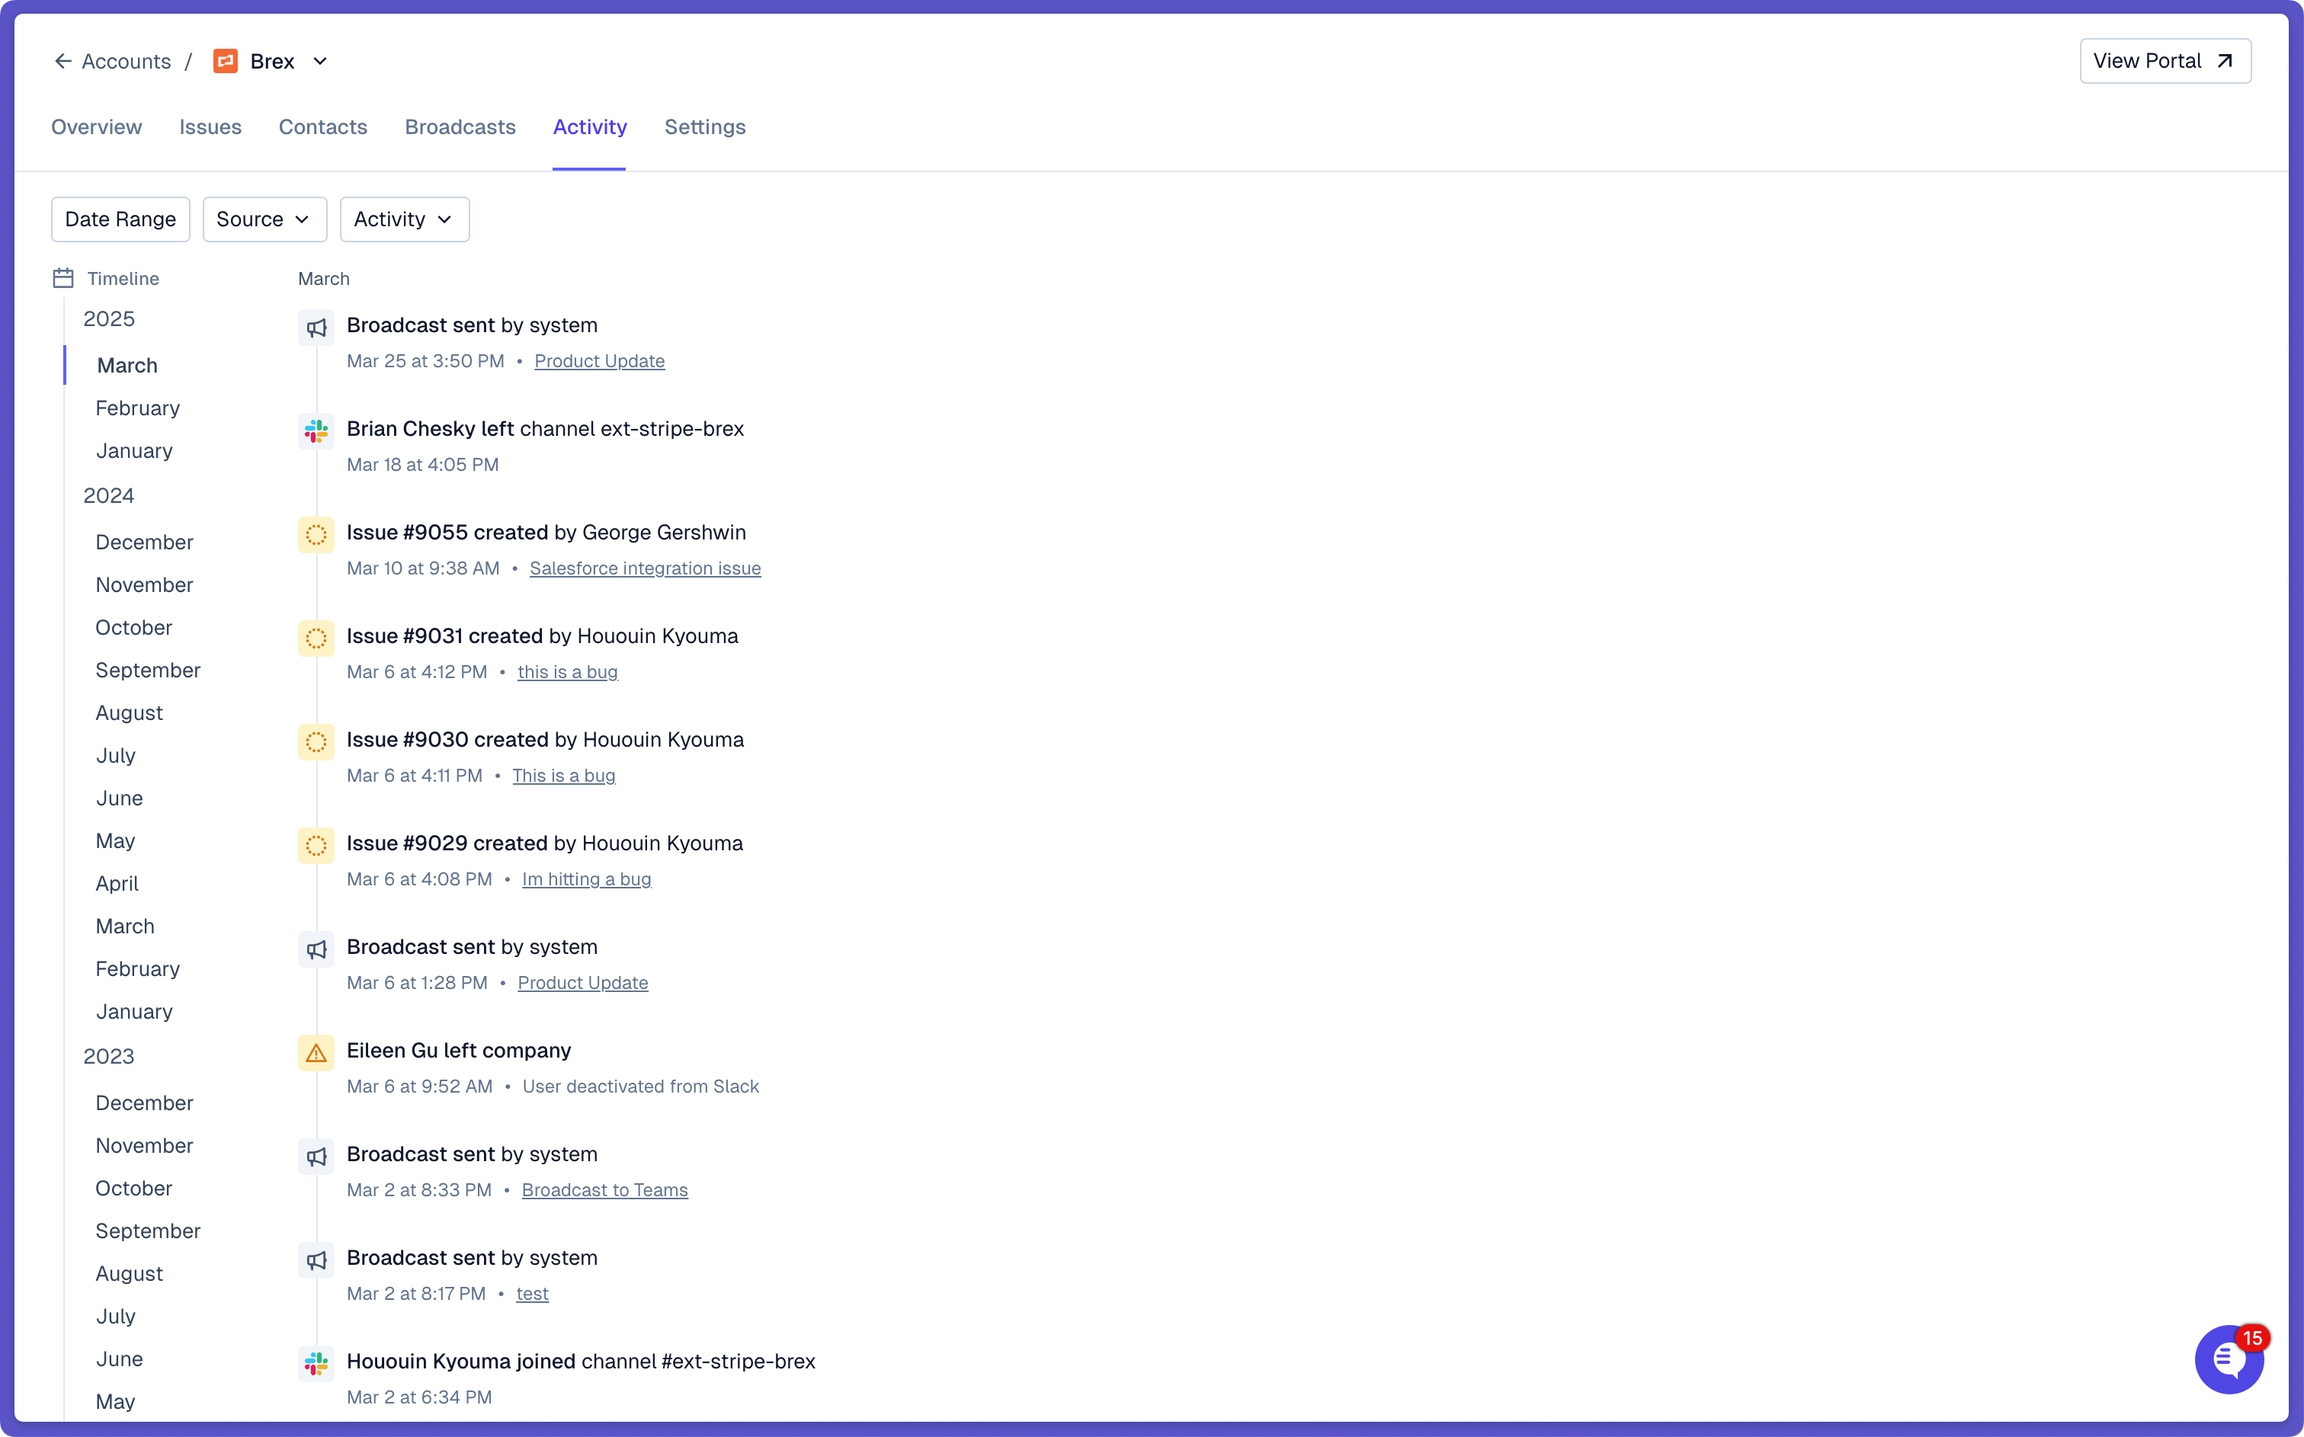 Accounts / Brex
View Portal
Overview Issues Contacts Broadcasts Activity Settings
Date Range Source Activity
Timeline
2025
March
February
January
2024
December
November
October
September
August
July
June
May
April
March
February
January
2023
December
November
October
September
August
July
June
May
March
Broadcast sent by system
Mar 25 at 3:50 PM • Product Update
Brian Chesky left channel ext-stripe-brex
Mar 18 at 4:05 PM
Issue #9055 created by George Gershwin
Mar 10 at 9:38 AM • Salesforce integration issue
Issue #9031 created by Hououin Kyouma
Mar 6 at 4:12 PM • this is a bug
Issue #9030 created by Hououin Kyouma
Mar 6 at 4:11 PM • This is a bug
Issue #9029 created by Hououin Kyouma
Mar 6 at 4:08 PM • Im hitting a bug
Broadcast sent by system
Mar 6 at 1:28 PM • Product Update
Eileen Gu left company
Mar 6 at 9:52 AM • User deactivated from Slack
Broadcast sent by system
Mar 2 at 8:33 PM • Broadcast to Teams
Broadcast sent by system
Mar 2 at 8:17 PM • test
Hououin Kyouma joined channel #ext-stripe-brex
Mar 2 at 6:34 PM
15